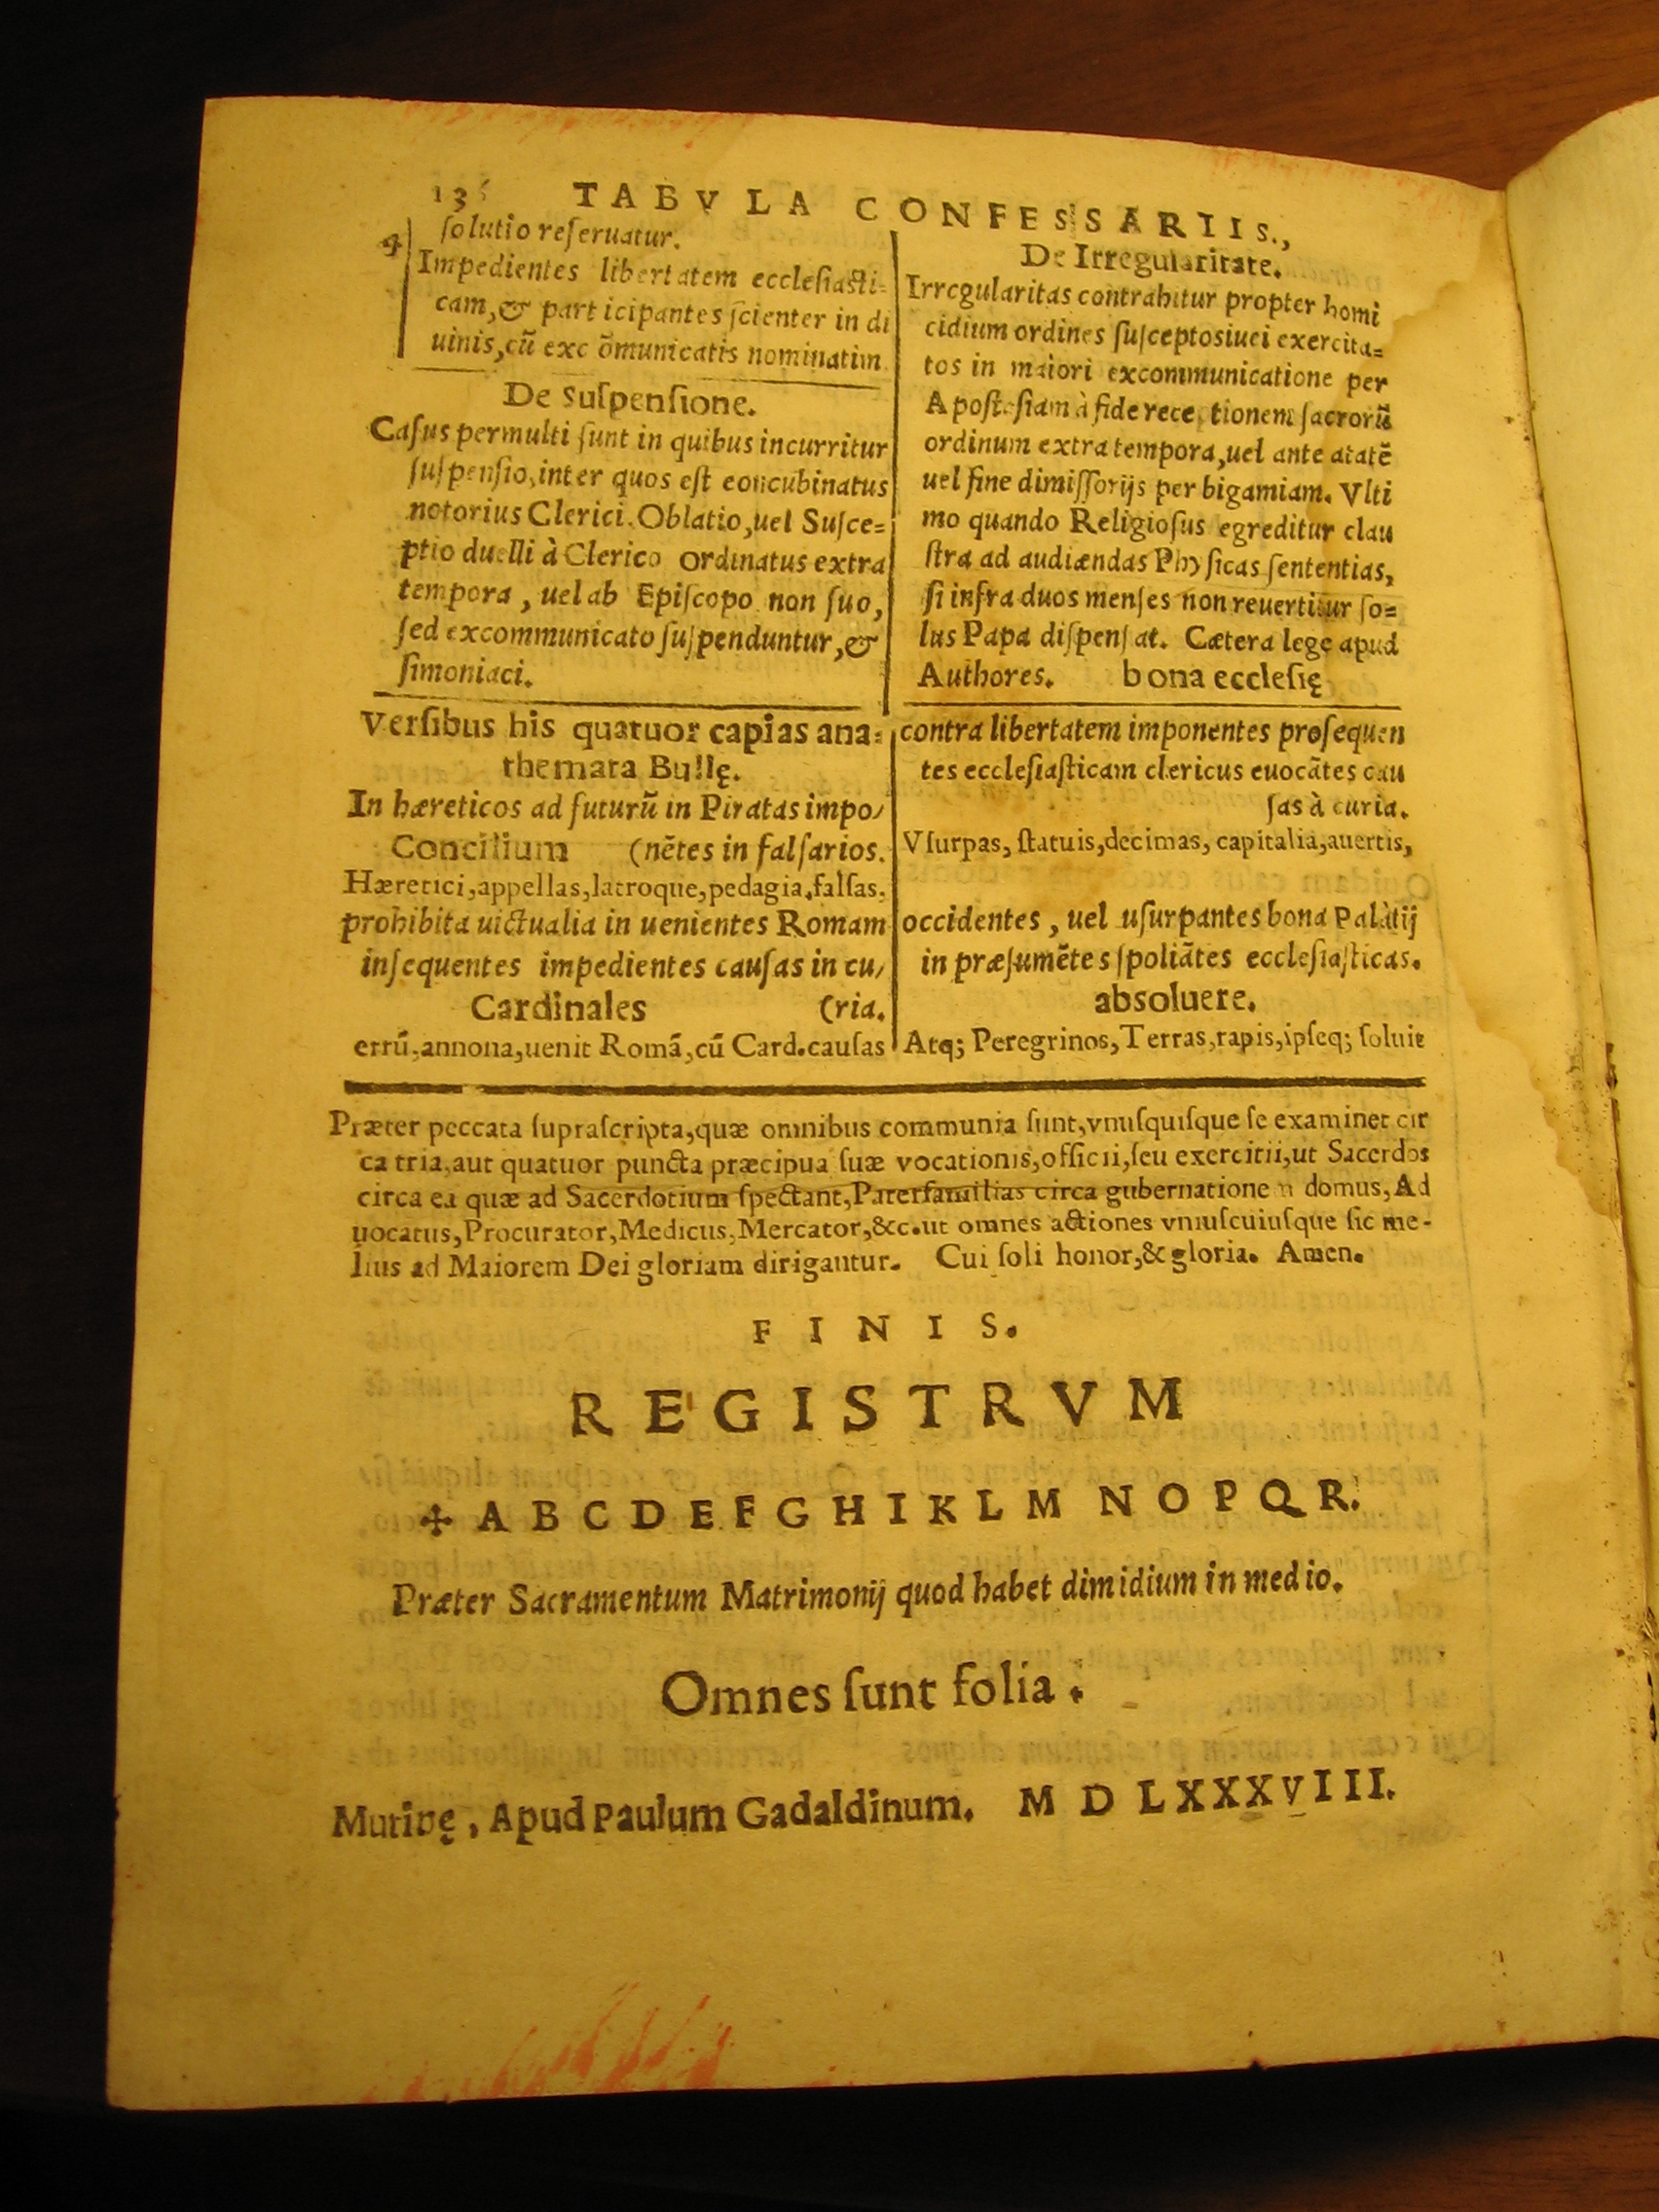 TABVLA CONFESSARIIS.,
solutio reseruatur.
4 Impedientes libertatem ecclesiasti=
cam, & participantes scienter in di
uinis, cũ excõmunicatis nominatim
De Suspensione.
Casus permulti sunt in quibus incurritur
suspensio, inter quos est concubinatus
notorius Clerici. Oblatio, uel Susce=
ptio duelli à Clerico Ordinatus extra
tempora, uel ab Episcopo non suo,
sed excommunicato suspenduntur, &
simoniaci.
De Irregularitate.
Irregularitas contrahitur propter homi
cidium ordines susceptosiuei exercita=
tos in maiori excommunicatione per
Apostasiam à fide receptionem sacrorũ
ordinum extra tempora, uel ante ætatẽ
uel sine dimissorijs per bigamiam. Vlti
mo quando Religiosus egreditur clau
stra ad audiændas Physicas sententias,
si infra duos menses non reuertitur so=
lus Papa dispensat. Cætera lege apud
Authores. bona ecclesię
Versibus his quatuor capias ana=
themata Bullę.
In hæreticos ad futurũ in Piratas impo/
Concilium (nẽtes in falsarios.
Hæretici, appellas, latroque, pedagia, falsas,
prohibita uictualia in uenientes Romam
insequentes impedientes causas in cu/
Cardinales (ria.
errũ, annona, uenit Romã, cũ Card. causas
contra libertatem imponentes prosequen
tes ecclesiasticam clericus euocãtes cau
sas à curia.
Vsurpas, statuis, decimas, capitalia, auertis,
occidentes, uel usurpantes bona Palàtij
in præsumẽtes spoliãtes ecclesiasticas.
absoluere.
Atq; Peregrinos, Terras, rapis, ipseq; soluit
Præter peccata suprascripta, quæ omnibus communia sunt, vnusquisque se examinet cir
ca tria, aut quatuor puncta præcipua suæ vocationis, officii, seu exercitii, ut Sacerdos
circa ea quæ ad Sacerdotium spectant, Paterfamilias circa gubernationem domus, Ad
uocatus, Procurator, Medicus, Mercator, &c. ut omnes actiones vniuscuiusque sic me-
lius ad Maiorem Dei gloriam dirigantur. Cui soli honor, & gloria. Amen.
FINIS.
REGISTRVM
✣ A B C D E F G H I K L M N O P Q R.
Præter Sacramentum Matrimonij quod habet dimidium in medio.
Omnes sunt folia.
Mutinę, Apud Paulum Gadaldinum. M D LXXXVIII.